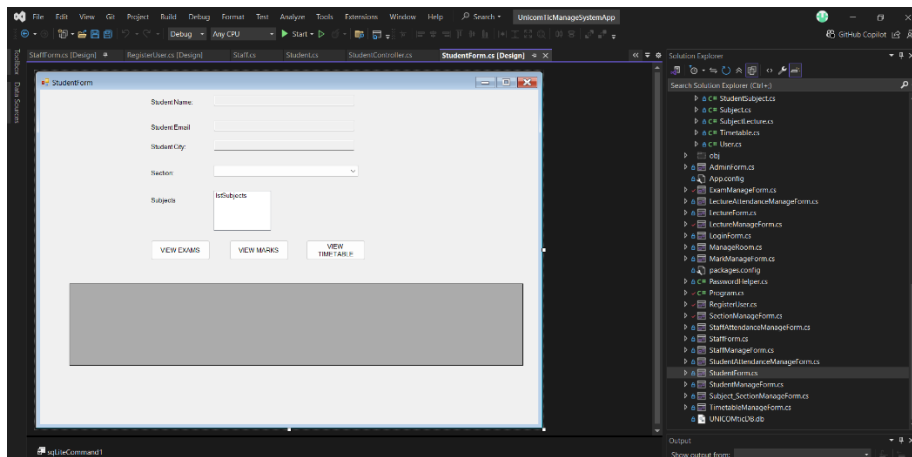 File Edit View Git Project Build Debug Format Test Analyze Tools Extensions Window Help Search UnicomTicManageSystemApp
Debug Any CPU Start GitHub Copilot
StaffForm.cs [Design] RegisterUser.cs [Design] Staff.cs Student.cs StudentController.cs StudentForm.cs [Design] Solution Explorer
Toolbox
Data Sources
Search Solution Explorer (Ctrl+;)
StudentForm
Student Name:
Student Email
Student City:
Section:
Subjects
lstSubjects
VIEW EXAMS VIEW MARKS VIEW
TIMETABLE
C# StudentSubject.cs
C# Subject.cs
C# SubjectLecture.cs
C# Timetable.cs
C# User.cs
obj
AdminForm.cs
App.config
ExamManageForm.cs
LectureAttendanceManageForm.cs
LectureForm.cs
LectureManageForm.cs
LoginForm.cs
ManageRoom.cs
MarkManageForm.cs
packages.config
C# PasswordHelper.cs
C# Program.cs
RegisterUser.cs
SectionManageForm.cs
StaffAttendanceManageForm.cs
StaffForm.cs
StaffManageForm.cs
StudentAttendanceManageForm.cs
StudentForm.cs
StudentManageForm.cs
Subject_SectionManageForm.cs
TimetableManageForm.cs
UNICOMticDB.db
Output
Show output from:
sqLiteCommand1